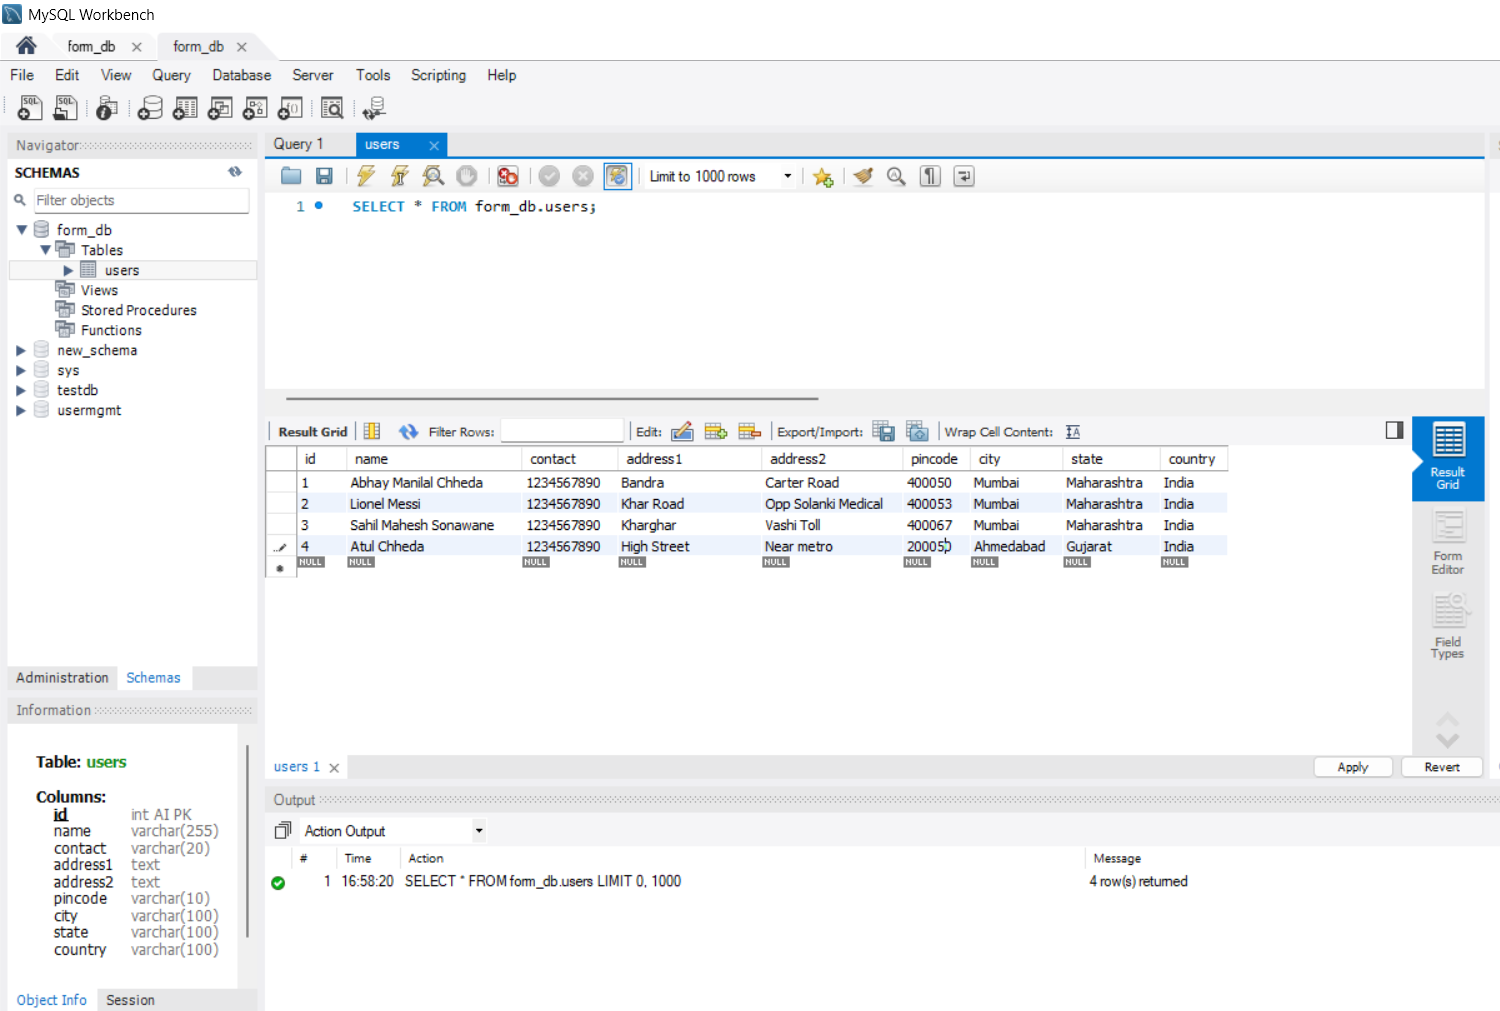 MySQL Workbench
form_db
form_db
File Edit View Query Database Server Tools Scripting Help
Navigator
SCHEMAS
Filter objects
form_db
Tables
users
Views
Stored Procedures
Functions
new_schema
sys
testdb
usermgmt
Administration Schemas
Information
Table: users
Columns:
id int AI PK
name varchar(255)
contact varchar(20)
address1 text
address2 text
pincode varchar(10)
city varchar(100)
state varchar(100)
country varchar(100)
Object Info Session
Query 1 users
Limit to 1000 rows
1 SELECT * FROM form_db.users;
Result Grid Filter Rows: Edit: Export/Import: Wrap Cell Content: IA
id name contact address1 address2 pincode city state country
1 Abhay Manilal Chheda 1234567890 Bandra Carter Road 400050 Mumbai Maharashtra India
2 Lionel Messi 1234567890 Khar Road Opp Solanki Medical 400053 Mumbai Maharashtra India
3 Sahil Mahesh Sonawane 1234567890 Kharghar Vashi Toll 400067 Mumbai Maharashtra India
4 Atul Chheda 1234567890 High Street Near metro 200050 Ahmedabad Gujarat India
NULL NULL NULL NULL NULL NULL NULL NULL NULL
Result
Grid
Form
Editor
Field
Types
users 1
Apply Revert
Output
Action Output
# Time Action Message
1 16:58:20 SELECT * FROM form_db.users LIMIT 0, 1000 4 row(s) returned